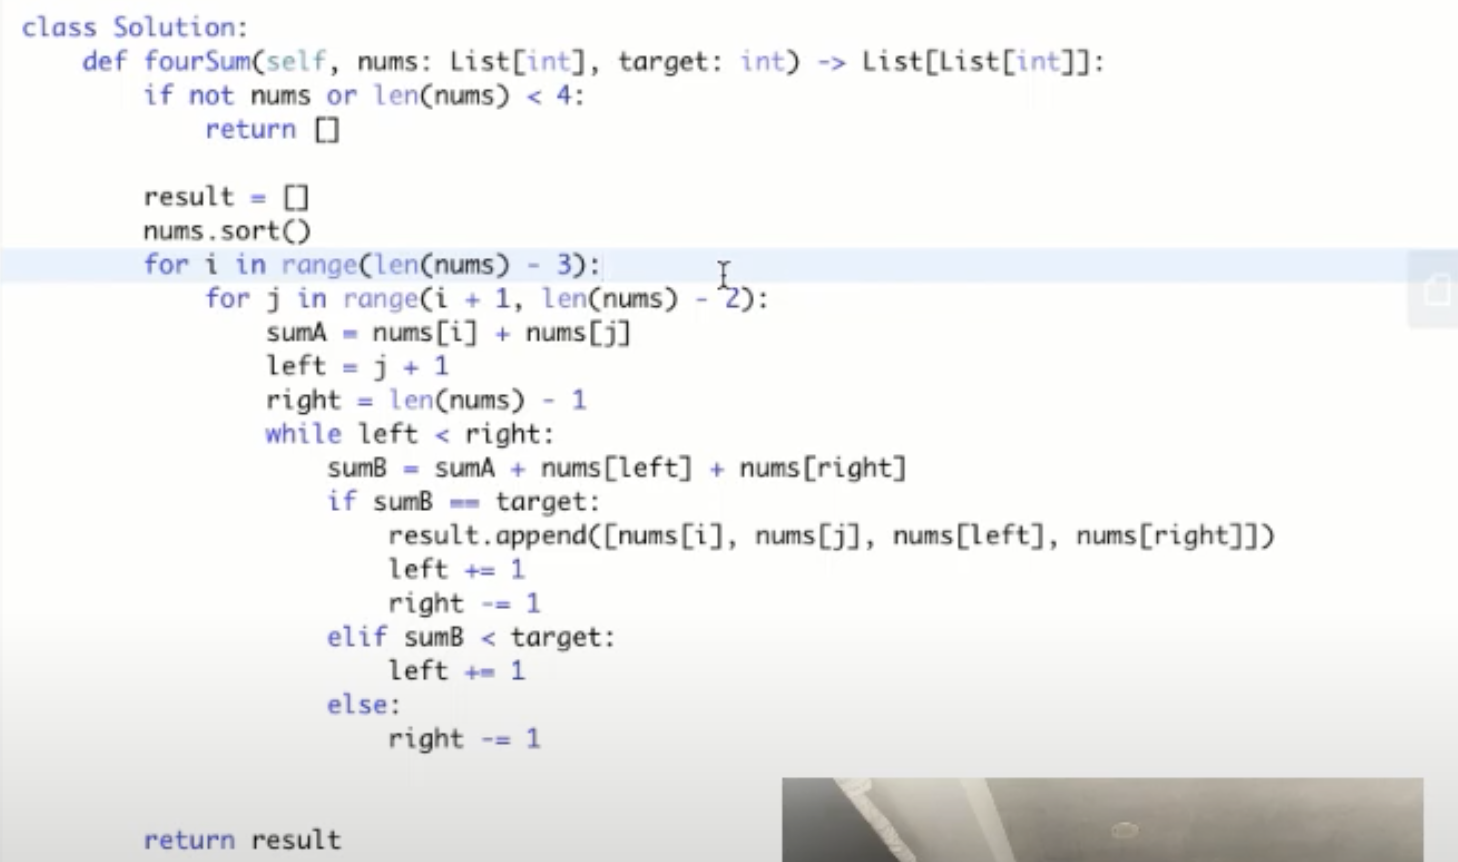 class Solution:
    def fourSum(self, nums: List[int], target: int) -> List[List[int]]:
        if not nums or len(nums) < 4:
            return []

        result = []
        nums.sort()
        for i in range(len(nums) - 3):
            for j in range(i + 1, len(nums) - 2):
                sumA = nums[i] + nums[j]
                left = j + 1
                right = len(nums) - 1
                while left < right:
                    sumB = sumA + nums[left] + nums[right]
                    if sumB == target:
                        result.append([nums[i], nums[j], nums[left], nums[right]])
                        left += 1
                        right -= 1
                    elif sumB < target:
                        left += 1
                    else:
                        right -= 1


        return result